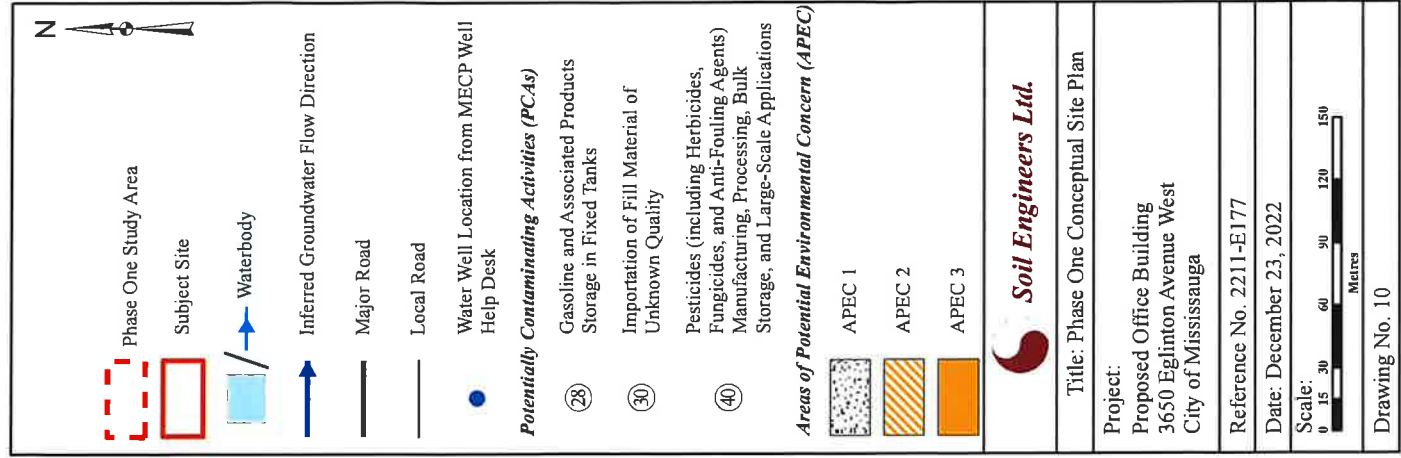 N
Phase One Study Area
Subject Site
Waterbody
Inferred Groundwater Flow Direction
Major Road
Local Road
Water Well Location from MECP Well
Help Desk
Potentially Contaminating Activities (PCAs)
28 Gasoline and Associated Products
Storage in Fixed Tanks
30 Importation of Fill Material of
Unknown Quality
40 Pesticides (including Herbicides,
Fungicides, and Anti-Fouling Agents)
Manufacturing, Processing, Bulk
Storage, and Large-Scale Applications
Areas of Potential Environmental Concern (APEC)
APEC 1
APEC 2
APEC 3
Soil Engineers Ltd.
Title: Phase One Conceptual Site Plan
Project:
Proposed Office Building
3650 Eglinton Avenue West
City of Mississauga
Reference No. 2211-E177
Date: December 23, 2022
Scale:
0 15 30 60 90 120 150
Metres
Drawing No. 10